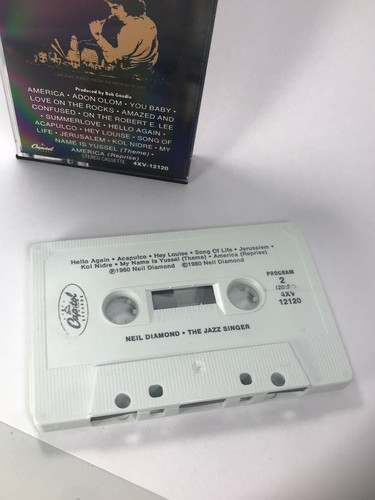 Produced by Bob Gaudio
AMERICA • ADON OLOM • YOU BABY •
LOVE ON THE ROCKS • AMAZED AND
CONFUSED • ON THE ROBERT E. LEE
• SUMMERLOVE • HELLO AGAIN •
ACAPULCO • HEY LOUISE • SONG OF
LIFE • JERUSALEM • KOL NIDRE • MY
NAME IS YUSSEL (Theme) •
AMERICA (Reprise)
Capitol
STEREO CASSETTE
4XV-12120
Hello Again • Acapulco • Hey Louise • Song Of Life • Jerusalem •
Kol Nidre • My Name Is Yussel (Theme) • America (Reprise)
℗1980 Neil Diamond ©1980 Neil Diamond
Capitol
PROGRAM
2
4XV
12120
NEIL DIAMOND • THE JAZZ SINGER